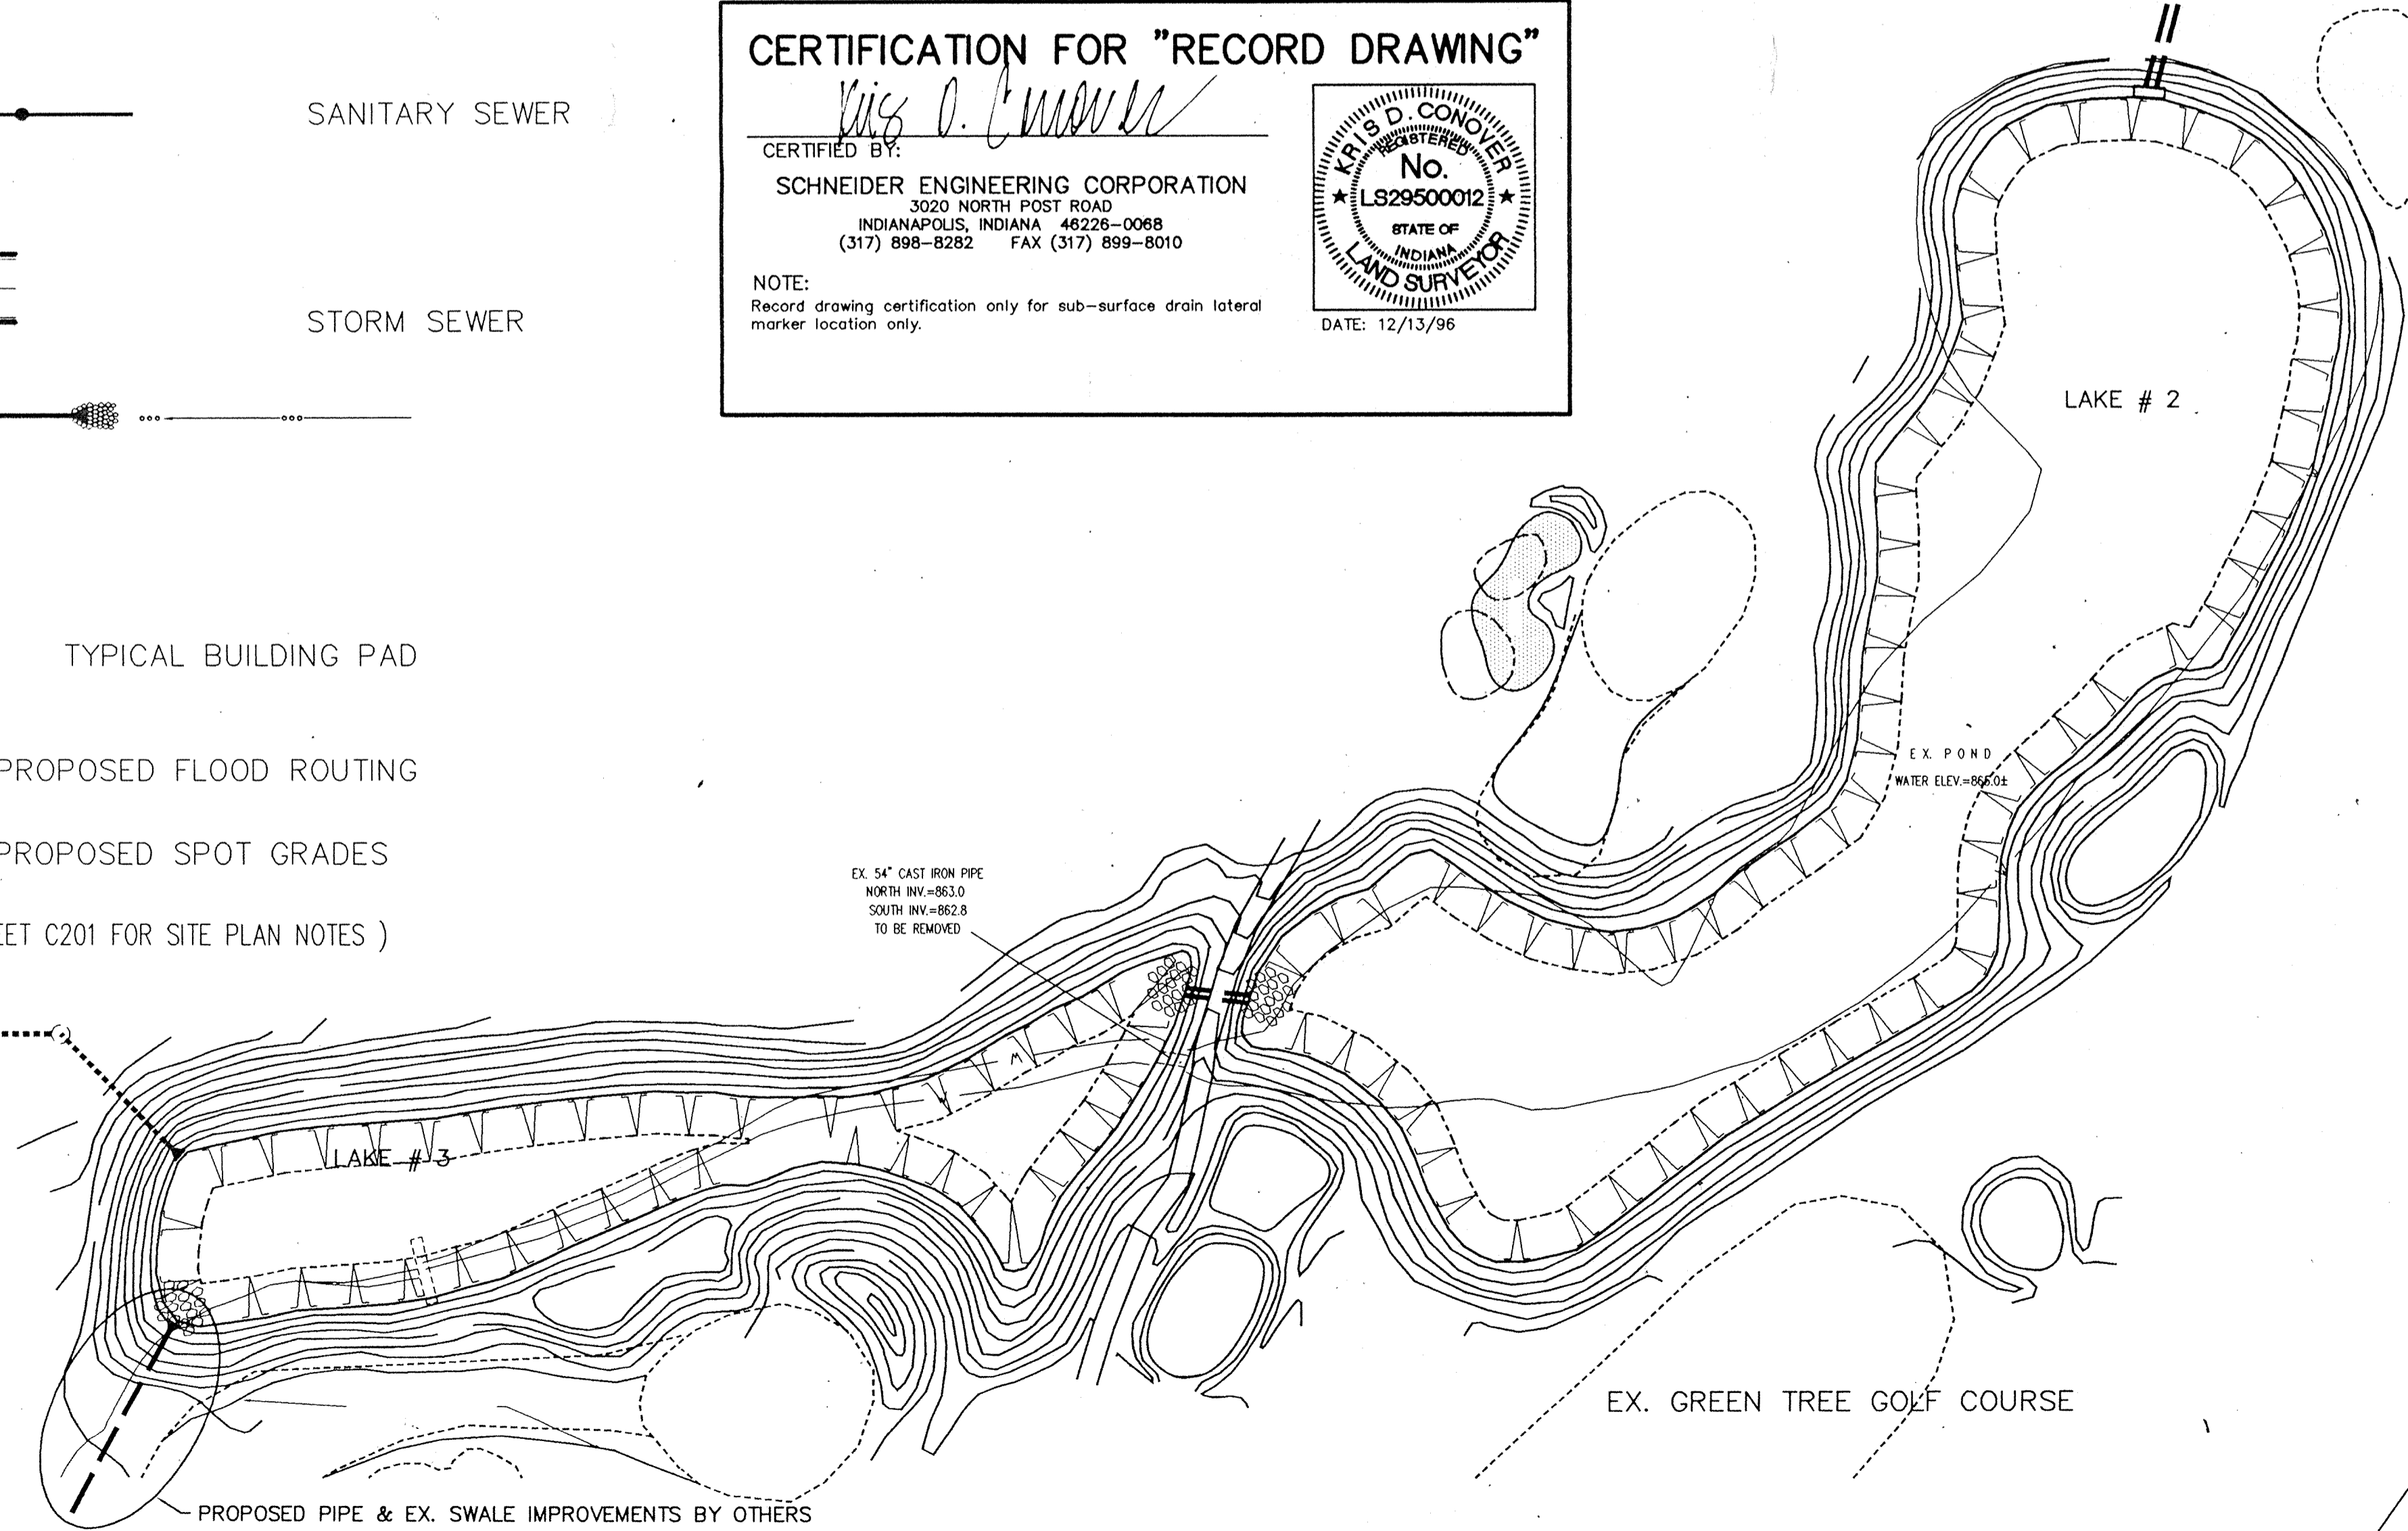 CERTIFICATION FOR "RECORD DRAWING"
Kris D. Conover
CERTIFIED BY:
SCHNEIDER ENGINEERING CORPORATION
3020 NORTH POST ROAD
INDIANAPOLIS, INDIANA 46226-0068
(317) 898-8282 FAX (317) 899-8010
NOTE:
Record drawing certification only for sub-surface drain lateral
marker location only.
KRIS D. CONOVER
REGISTERED
No.
LS29500012
STATE OF
INDIANA
LAND SURVEYOR
DATE: 12/13/96
SANITARY SEWER
STORM SEWER
TYPICAL BUILDING PAD
PROPOSED FLOOD ROUTING
PROPOSED SPOT GRADES
EET C201 FOR SITE PLAN NOTES )
LAKE # 2
EX. POND
WATER ELEV.=865.0±
EX. 54" CAST IRON PIPE
NORTH INV.=863.0
SOUTH INV.=862.8
TO BE REMOVED
LAKE # 3
EX. GREEN TREE GOLF COURSE
PROPOSED PIPE & EX. SWALE IMPROVEMENTS BY OTHERS